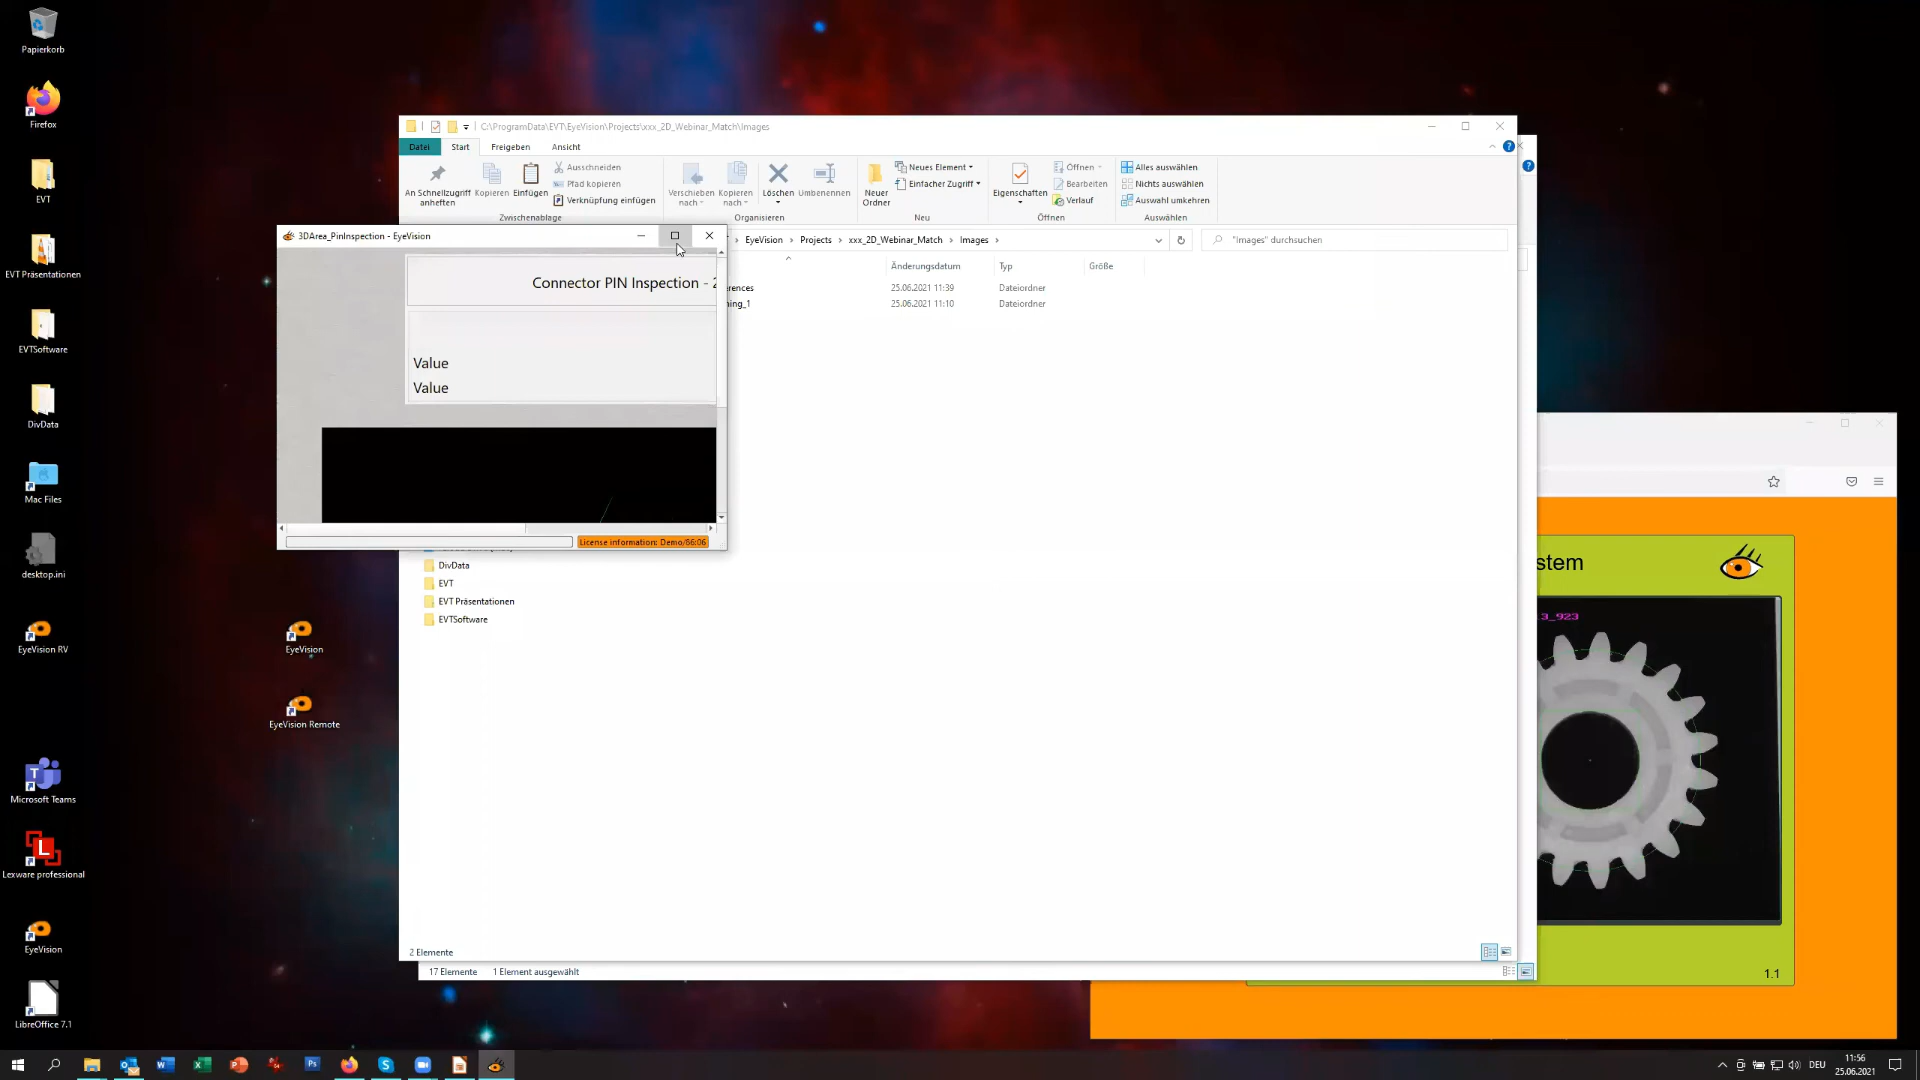 Papierkorb
Firefox
EVT
EVT Präsentationen
EVTSoftware
DivData
Mac Files
desktop.ini
EyeVision RV
Microsoft Teams
Lexware professional
EyeVision
LibreOffice 7.1
EyeVision
EyeVision Remote
C:\ProgramData\EVT\EyeVision\Projects\xxx_2D_Webinar_Match\Images
Datei Start Freigeben Ansicht
An Schnellzugriff anheften
Kopieren
Einfügen
Ausschneiden
Pfad kopieren
Verknüpfung einfügen
Zwischenablage
Verschieben nach
Kopieren nach
Löschen
Umbenennen
Organisieren
Neuer Ordner
Neues Element
Einfacher Zugriff
Neu
Eigenschaften
Öffnen
Bearbeiten
Verlauf
Öffnen
Alles auswählen
Nichts auswählen
Auswahl umkehren
Auswählen
EyeVision Projects xxx_2D_Webinar_Match Images
"Images" durchsuchen
Änderungsdatum Typ Größe
erences 25.06.2021 11:39 Dateiordner
ning_1 25.06.2021 11:10 Dateiordner
3DArea_PinInspection - EyeVision
Connector PIN Inspection - 2
Value
Value
License information: Demo/66:06
DivData
EVT
EVT Präsentationen
EVTSoftware
2 Elemente
17 Elemente 1 Element ausgewählt
stem
3_923
1.1
DEU
11:56
25.06.2021